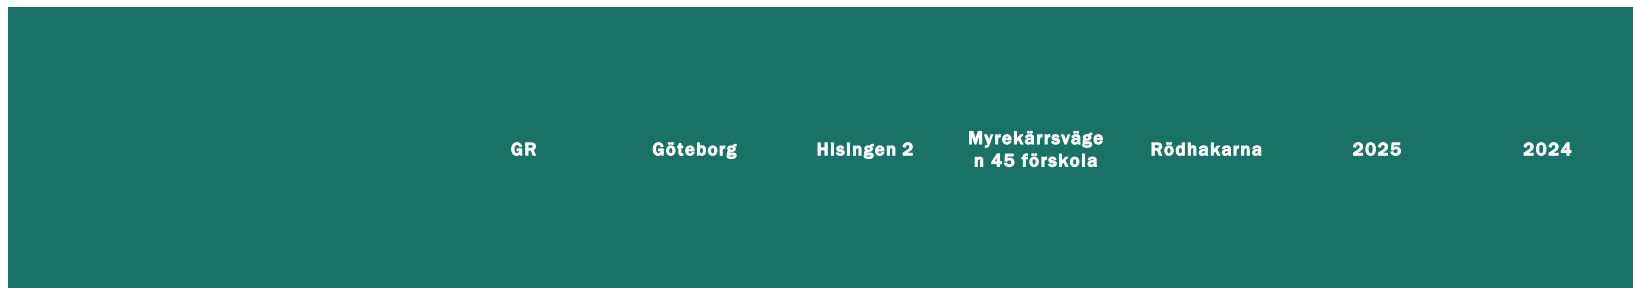 GR
Göteborg
Hisingen 2
Myrekärrsväge
n 45 förskola
Rödhakarna
2025
2024